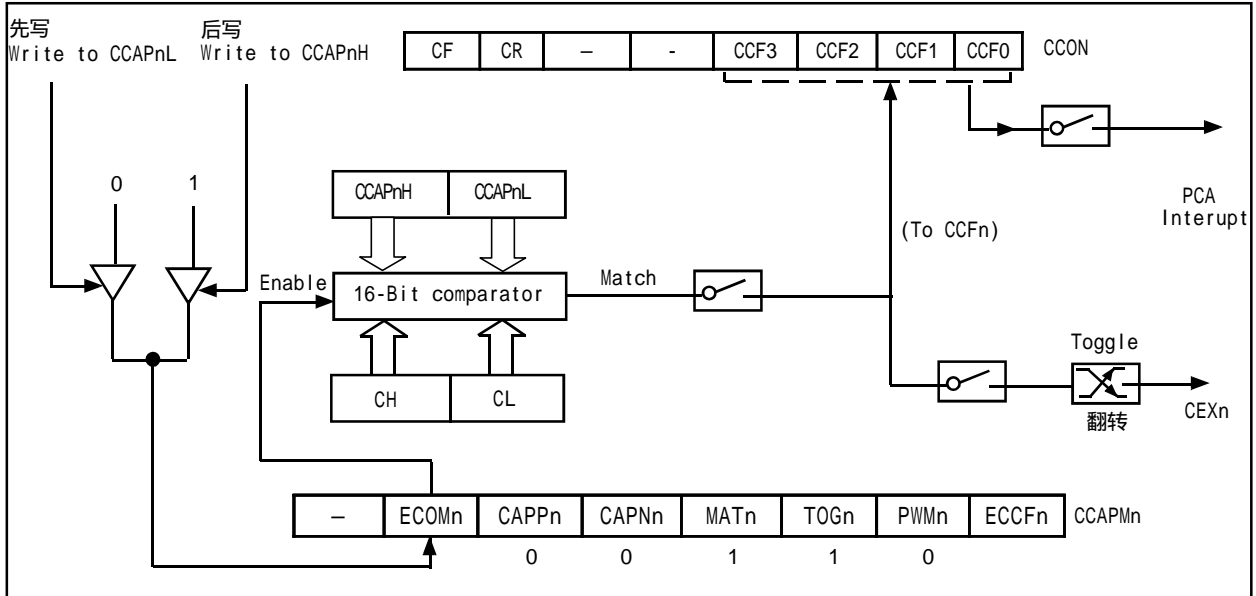 先写
Write to CCAPnL
后写
Write to CCAPnH
CF CR — - CCF3 CCF2 CCF1 CCF0 CCON
0 1
CCAPnH CCAPnL
PCA
Interupt
(To CCFn)
Enable
16-Bit comparator
Match
Toggle
CH CL
翻转
CEXn
— ECOMn CAPPn CAPNn MATn TOGn PWMn ECCFn CCAPMn
0 0 1 1 0